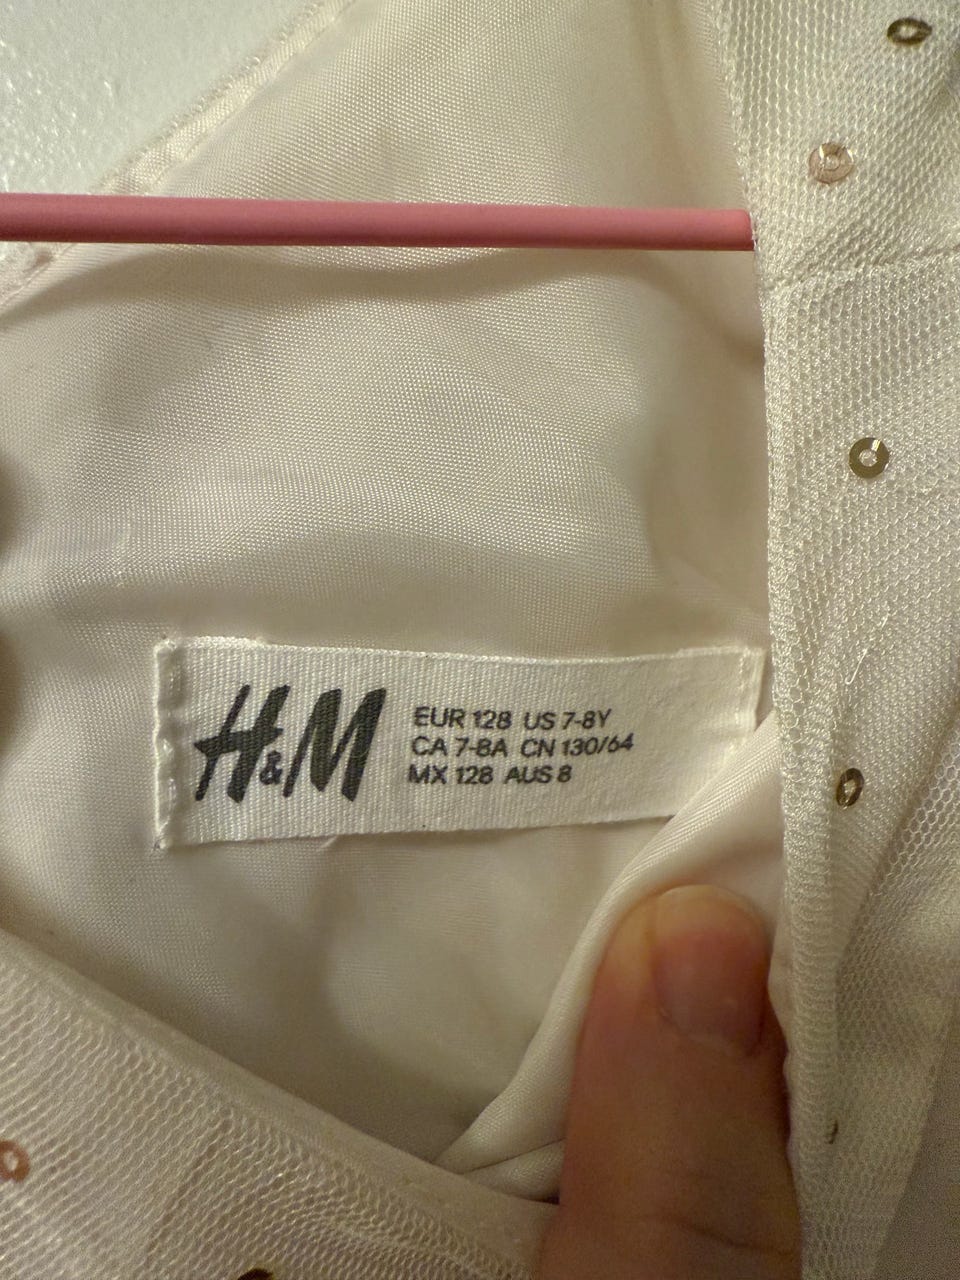 H&M
EUR 128 US 7-8Y
CA 7-8A CN 130/64
MX 128 AUS 8